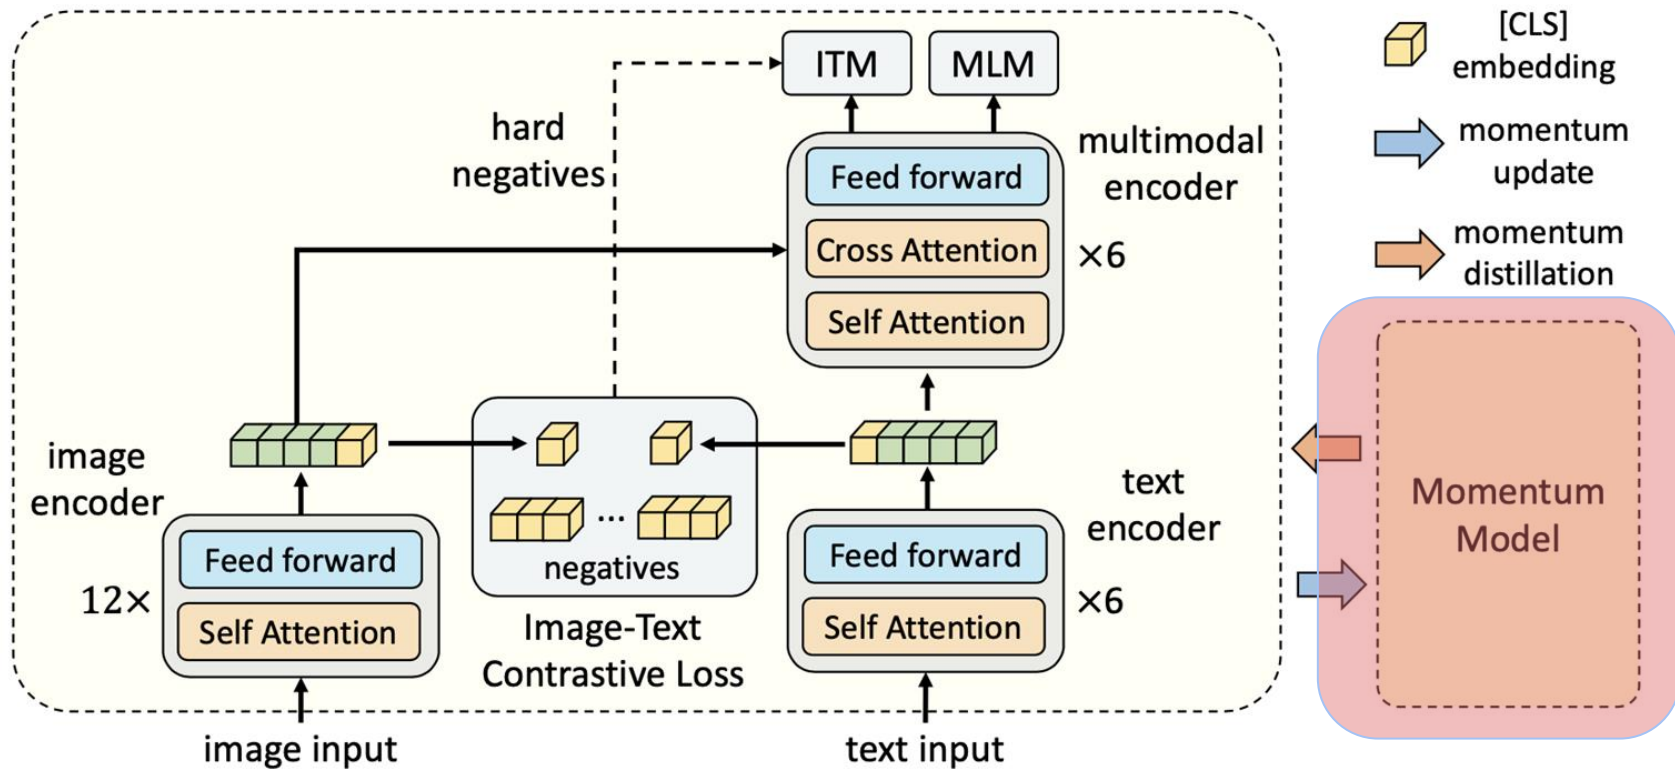 ITM
MLM
hard
negatives
multimodal
encoder
Feed forward
Cross Attention
×6
Self Attention
image
encoder
12×
Feed forward
Self Attention
...
negatives
Image-Text
Contrastive Loss
text
encoder
Feed forward
×6
Self Attention
image input
text input
[CLS]
embedding
momentum
update
momentum
distillation
Momentum
Model